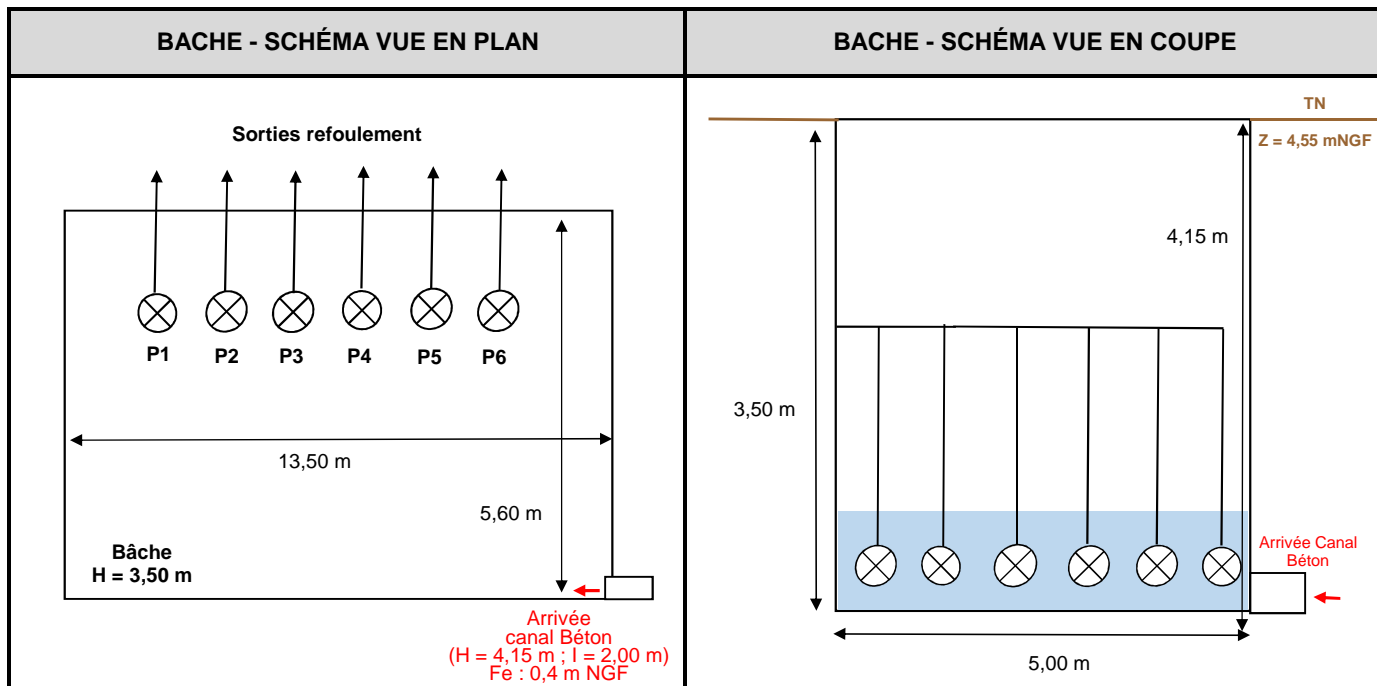 BACHE - SCHÉMA VUE EN PLAN
Sorties refoulement
P1 P2 P3 P4 P5 P6
13,50 m
5,60 m
Bâche
H = 3,50 m
Arrivée
canal Béton
(H = 4,15 m ; l = 2,00 m)
Fe : 0,4 m NGF
BACHE - SCHÉMA VUE EN COUPE
TN
Z = 4,55 mNGF
4,15 m
3,50 m
Arrivée Canal
Béton
5,00 m